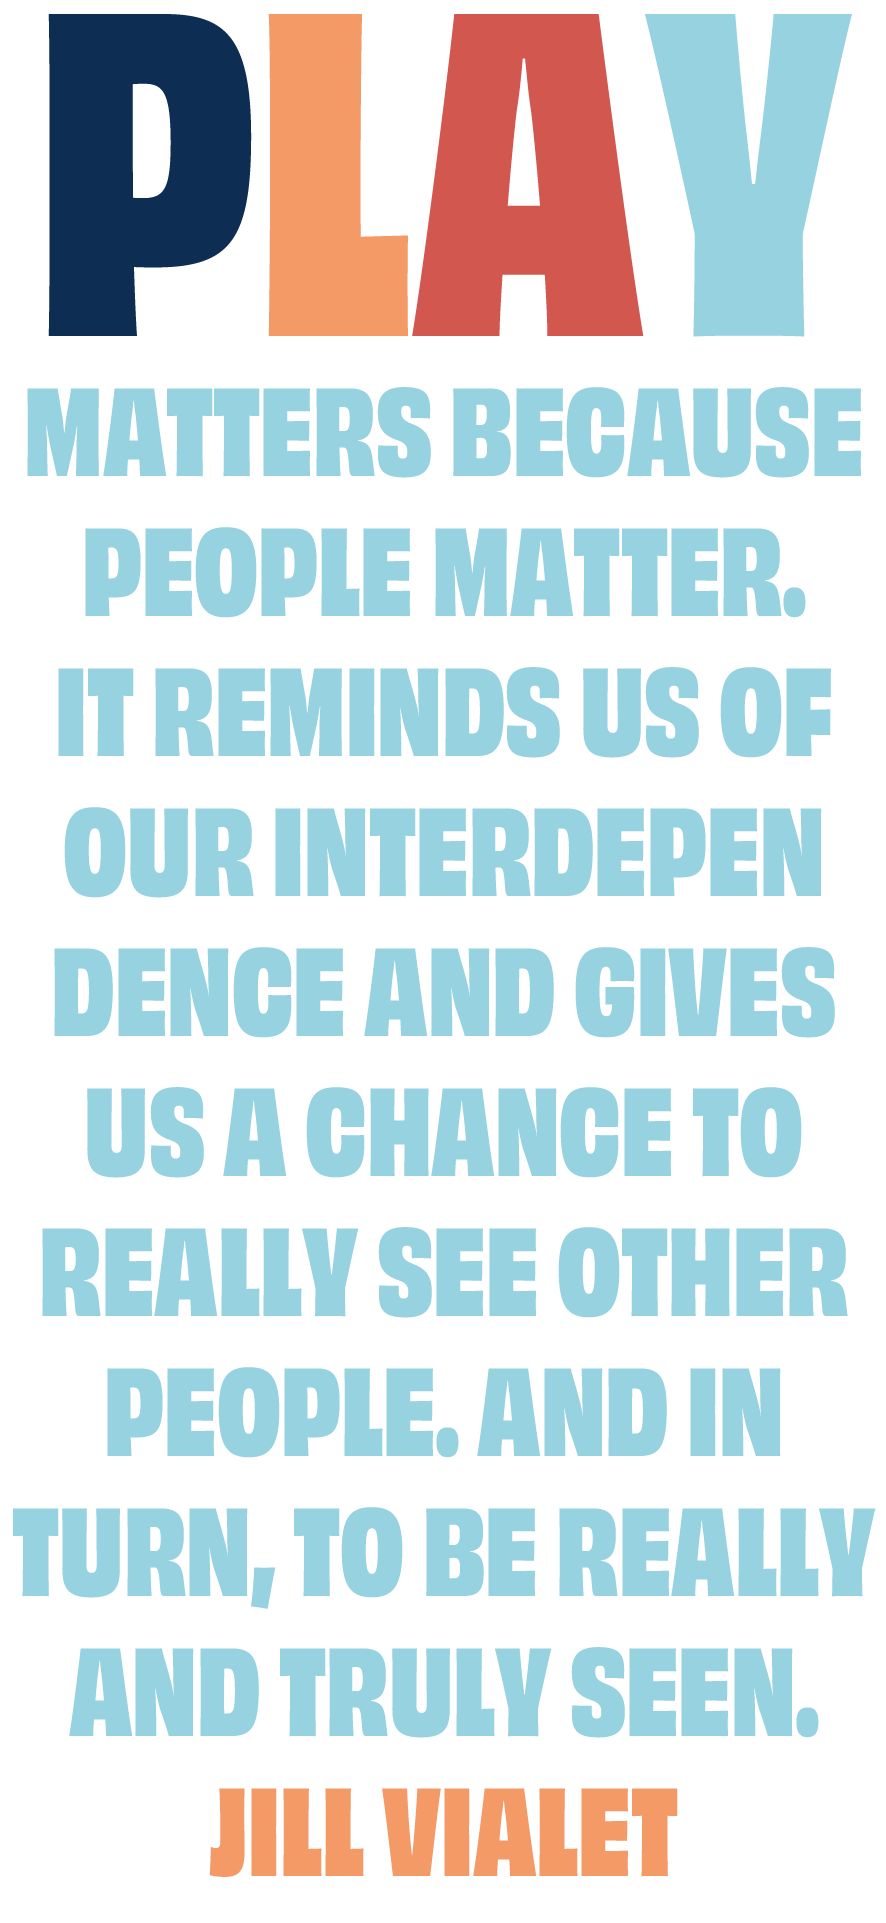 PLAY
MATTERS BECAUSE
PEOPLE MATTER.
IT REMINDS US OF
OUR INTERDEPEN
DENCE AND GIVES
US A CHANCE TO
REALLY SEE OTHER
PEOPLE. AND IN
TURN, TO BE REALLY
AND TRULY SEEN.
JILL VIALET